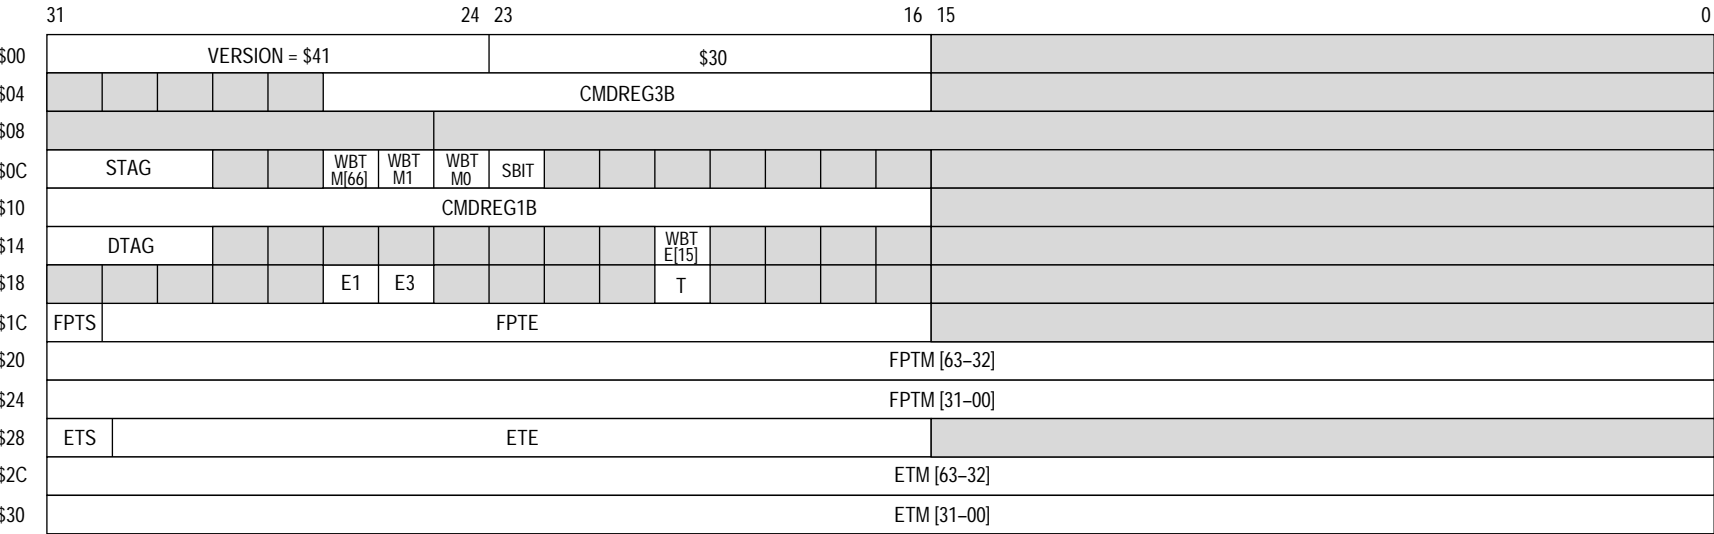 31 24 23 16 15 0
$00 VERSION = $41 $30
$04 CMDREG3B
$08
$0C STAG WBT M[66] WBT M1 WBT M0 SBIT
$10 CMDREG1B
$14 DTAG WBT E[15]
$18 E1 E3 T
$1C FPTS FPTE
$20 FPTM [63–32]
$24 FPTM [31–00]
$28 ETS ETE
$2C ETM [63–32]
$30 ETM [31–00]